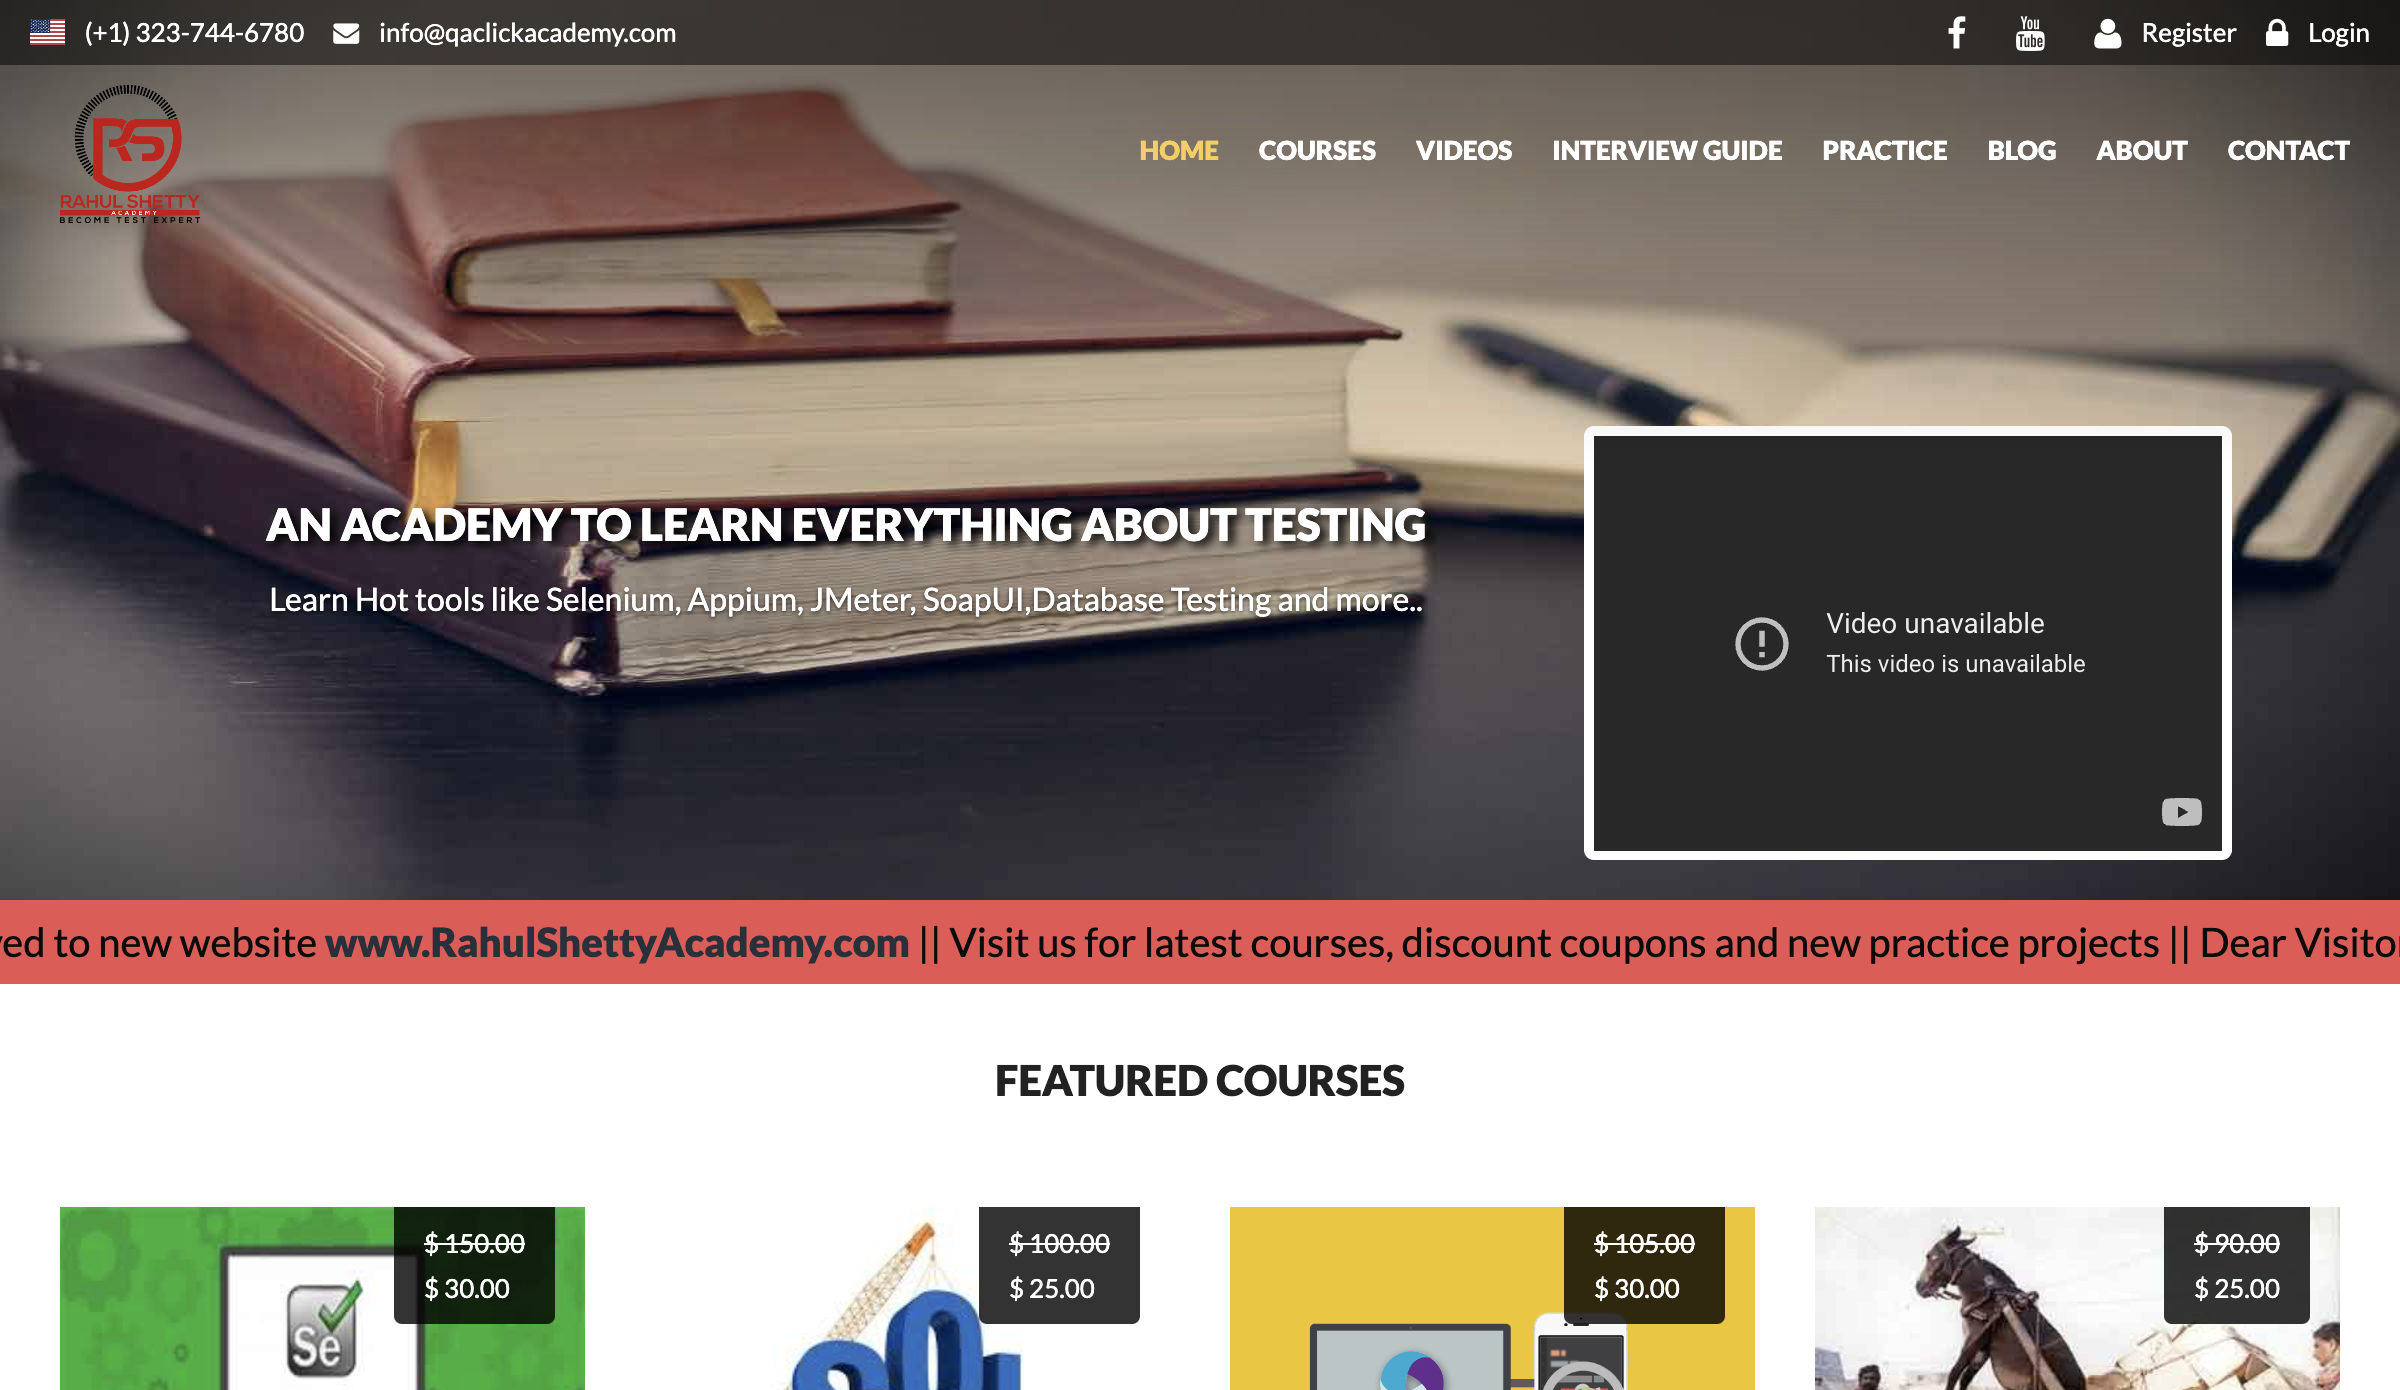 (+1) 323-744-6780 info@qaclickacademy.com
You
Tube
Register Login
RS
RAHUL SHETTY
ACADEMY
BECOME TEST EXPERT
HOME COURSES VIDEOS INTERVIEW GUIDE PRACTICE BLOG ABOUT CONTACT
AN ACADEMY TO LEARN EVERYTHING ABOUT TESTING
Learn Hot tools like Selenium, Appium, JMeter, SoapUI,Database Testing and more..
Video unavailable
This video is unavailable
to new website www.RahulShettyAcademy.com || Visit us for latest courses, discount coupons and new practice projects || Dear
FEATURED COURSES
$ 150.00
$ 30.00
Se
$ 100.00
$ 25.00
$ 105.00
$ 30.00
$ 90.00
$ 25.00